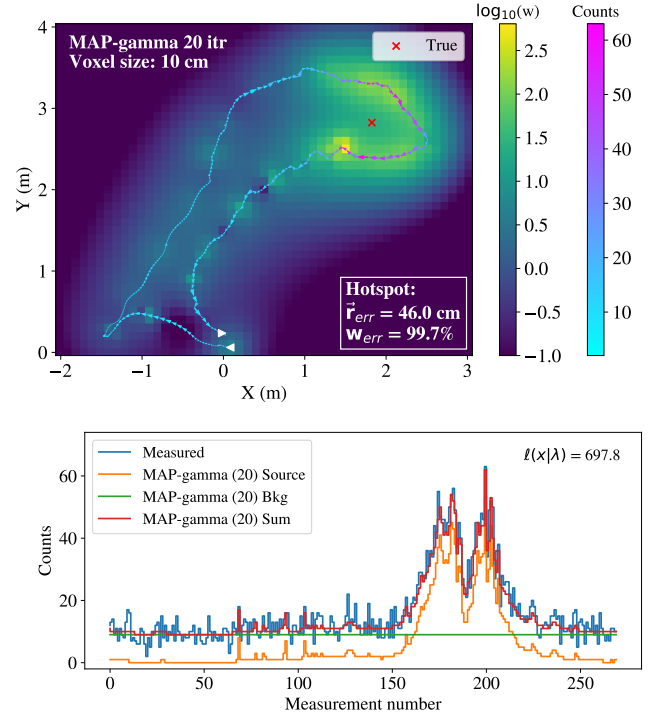 log₁₀(w)
Counts
MAP-gamma 20 itr
Voxel size: 10 cm
True
4
3
2
1
0
Y (m)
−2
−1
0
1
2
3
X (m)
Hotspot:
r⃗_err = 46.0 cm
w_err = 99.7%
2.5
2.0
1.5
1.0
0.5
0.0
−0.5
−1.0
60
50
40
30
20
10
Measured
MAP-gamma (20) Source
MAP-gamma (20) Bkg
MAP-gamma (20) Sum
ℓ(x|λ) = 697.8
60
40
20
0
Counts
0
50
100
150
200
250
Measurement number